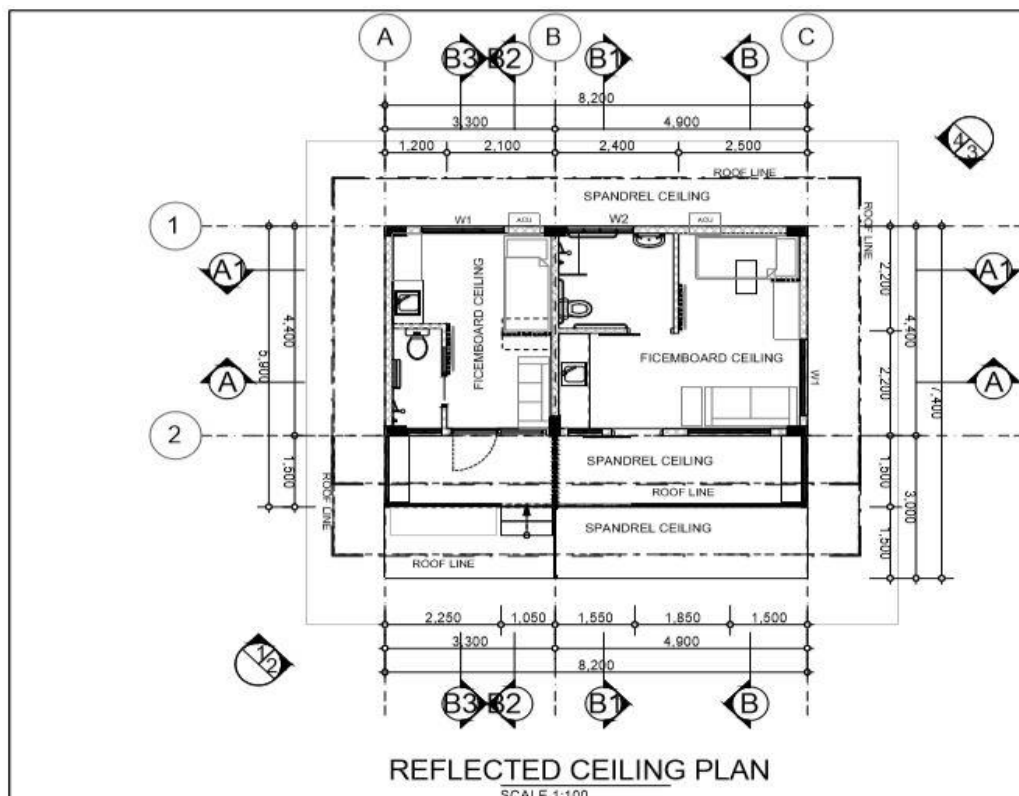 A B C
B3 B2 B1 B
8,200
3,300 4,900
1,200 2,100 2,400 2,500
4 3
ROOF LINE
SPANDREL CEILING
W1 ACU W2 ACU
1
ROOF LINE
A1 A1
2,200
4,400 4,400
5,900 7,400
FICEMBOARD CEILING
FICEMBOARD CEILING
A A
2,200
W1
2
SPANDREL CEILING
1,500 1,500
ROOF LINE
ROOF LINE
3,000
SPANDREL CEILING
1,500
ROOF LINE
2,250 1,050 1,550 1,850 1,500
3,300 4,900
1 2
8,200
B3 B2 B1 B
REFLECTED CEILING PLAN
SCALE 1:100